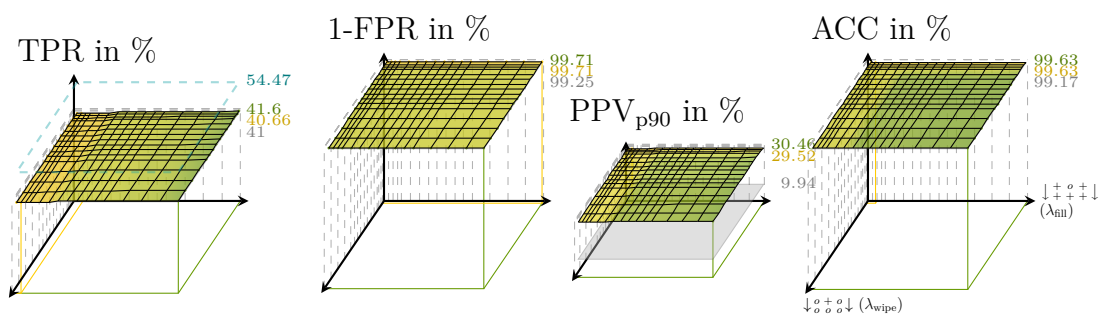 TPR in %
54.47
41.6
40.66
41
1-FPR in %
99.71
99.71
99.25
PPVp90 in %
30.46
29.52
9.94
ACC in %
99.63
99.63
99.17
↓ + o + ↓
↓ + + + ↓
(λfill)
↓ o + o ↓ (λwipe)
o o o